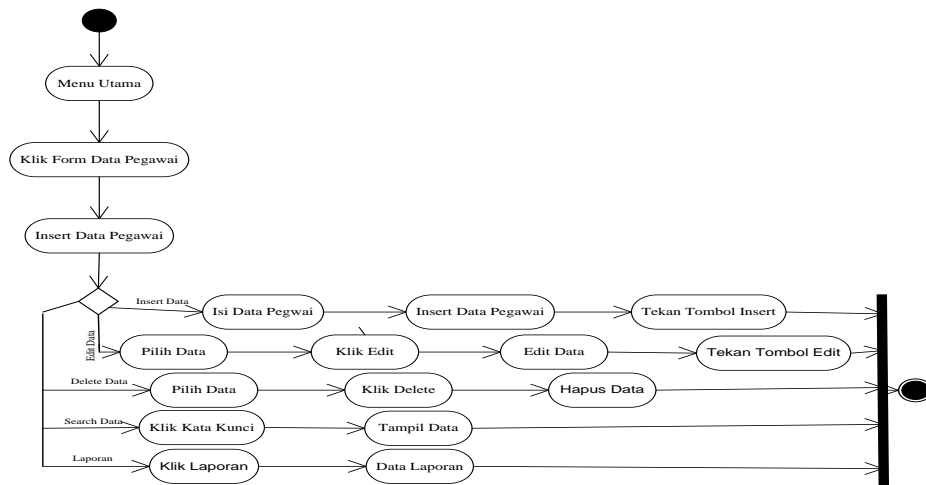 Menu Utama
Klik Form Data Pegawai
Insert Data Pegawai
Insert Data
Isi Data Pegwai
Insert Data Pegawai
Tekan Tombol Insert
Edit Data
Pilih Data
Klik Edit
Edit Data
Tekan Tombol Edit
Delete Data
Pilih Data
Klik Delete
Hapus Data
Search Data
Klik Kata Kunci
Tampil Data
Laporan
Klik Laporan
Data Laporan